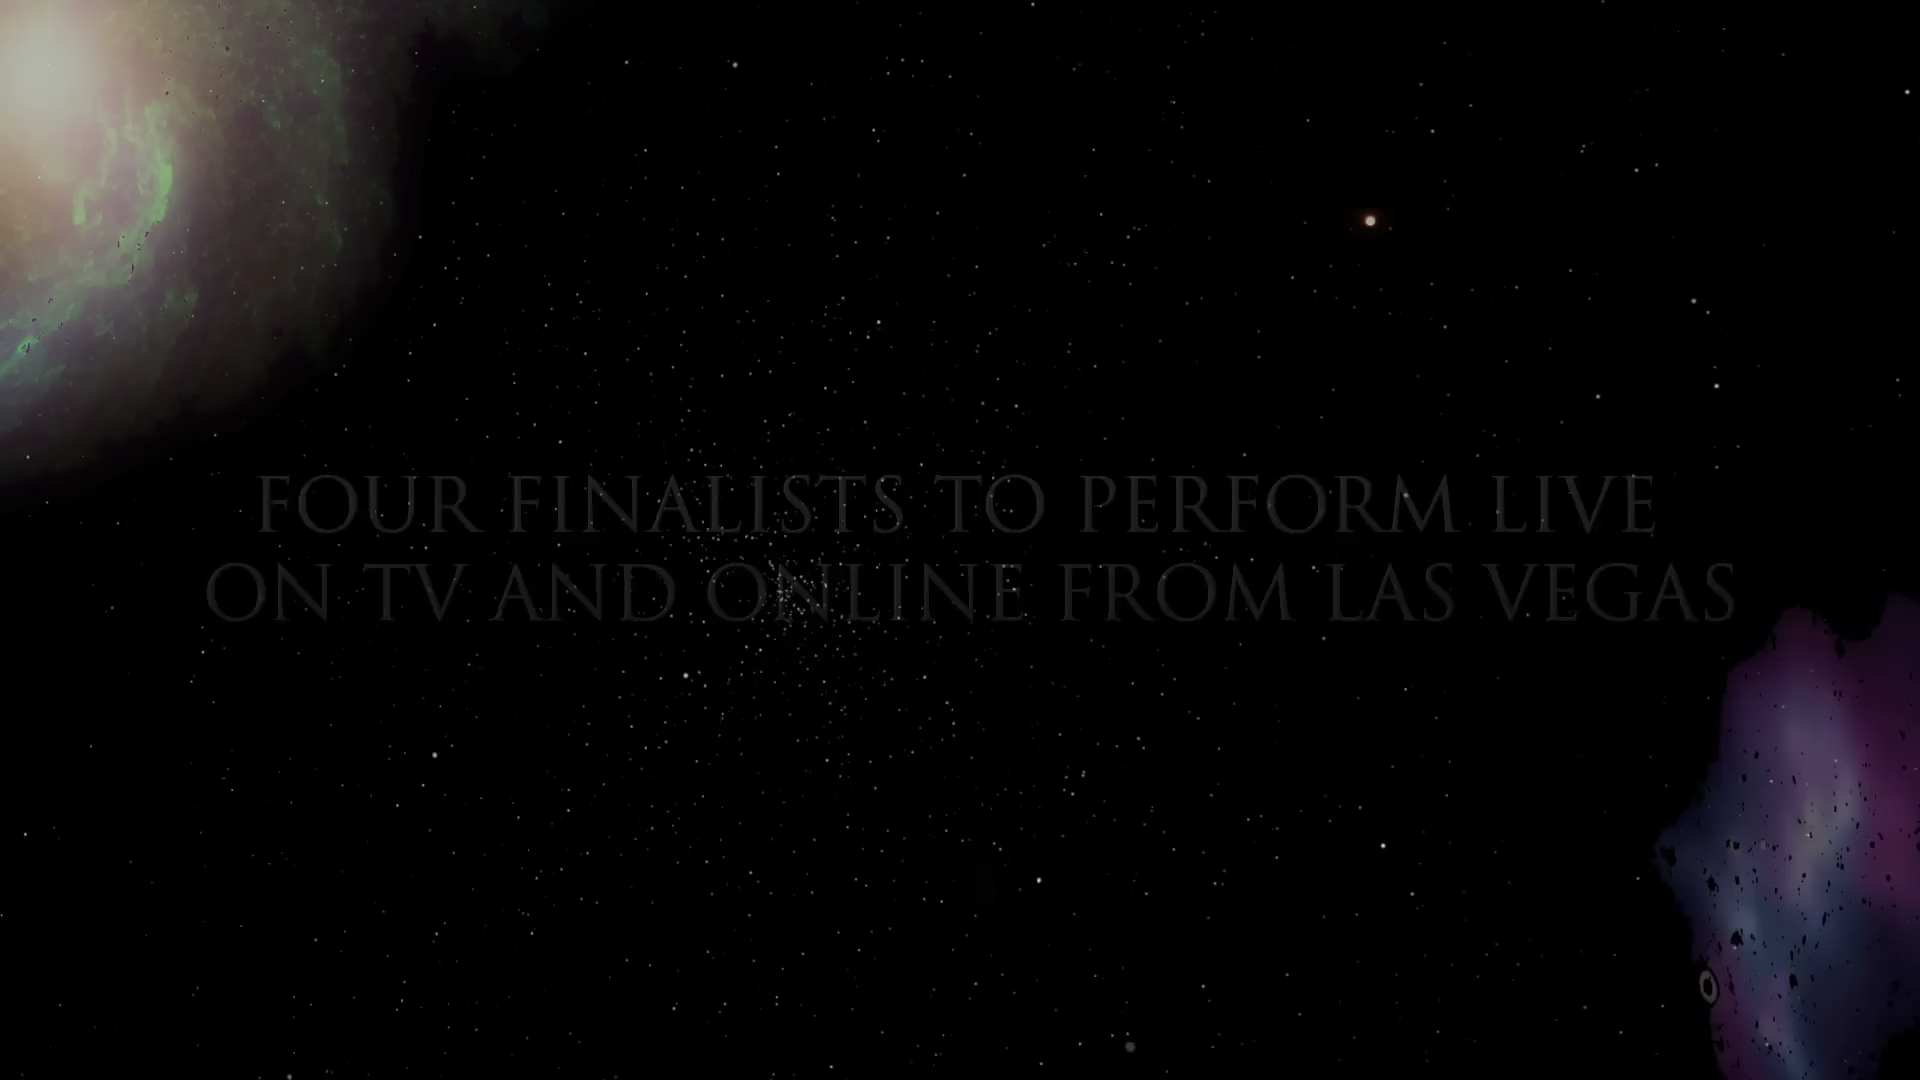 FOUR FINALISTS TO PERFORM LIVE
ON TV AND ONLINE FROM LAS VEGAS